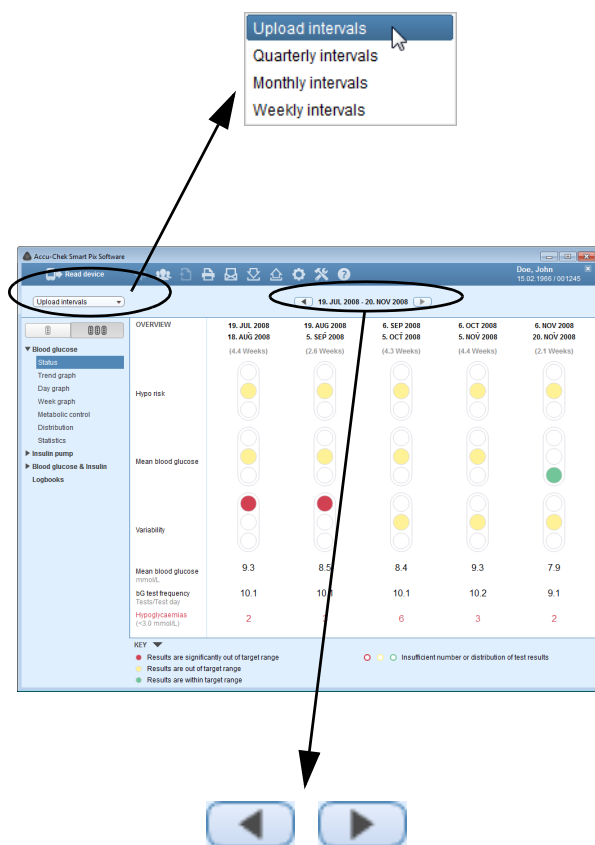 Upload intervals
Quarterly intervals
Monthly intervals
Weekly intervals
Accu-Chek Smart Pix Software
Read device
Doe, John
15.02.1966 / 001245
Upload intervals
19. JUL 2008 - 20. NOV 2008
OVERVIEW
19. JUL 2008 19. AUG 2008 6. SEP 2008 6. OCT 2008 6. NOV 2008
18. AUG 2008 5. SEP 2008 5. OCT 2008 5. NOV 2008 20. NOV 2008
(4.4 Weeks) (2.6 Weeks) (4.3 Weeks) (4.4 Weeks) (2.1 Weeks)
Blood glucose
Status
Trend graph
Day graph
Week graph
Metabolic control
Distribution
Statistics
Insulin pump
Blood glucose & Insulin
Logbooks
Hypo risk
Mean blood glucose
Variability
Mean blood glucose 9.3 8.5 8.4 9.3 7.9
mmol/L
bG test frequency 10.1 10.1 10.2 9.1
Tests/Test day
Hypoglycaemias 2 6 3 2
(<3.0 mmol/L)
KEY
Results are significantly out of target range
Insufficient number or distribution of test results
Results are out of target range
Results are within target range